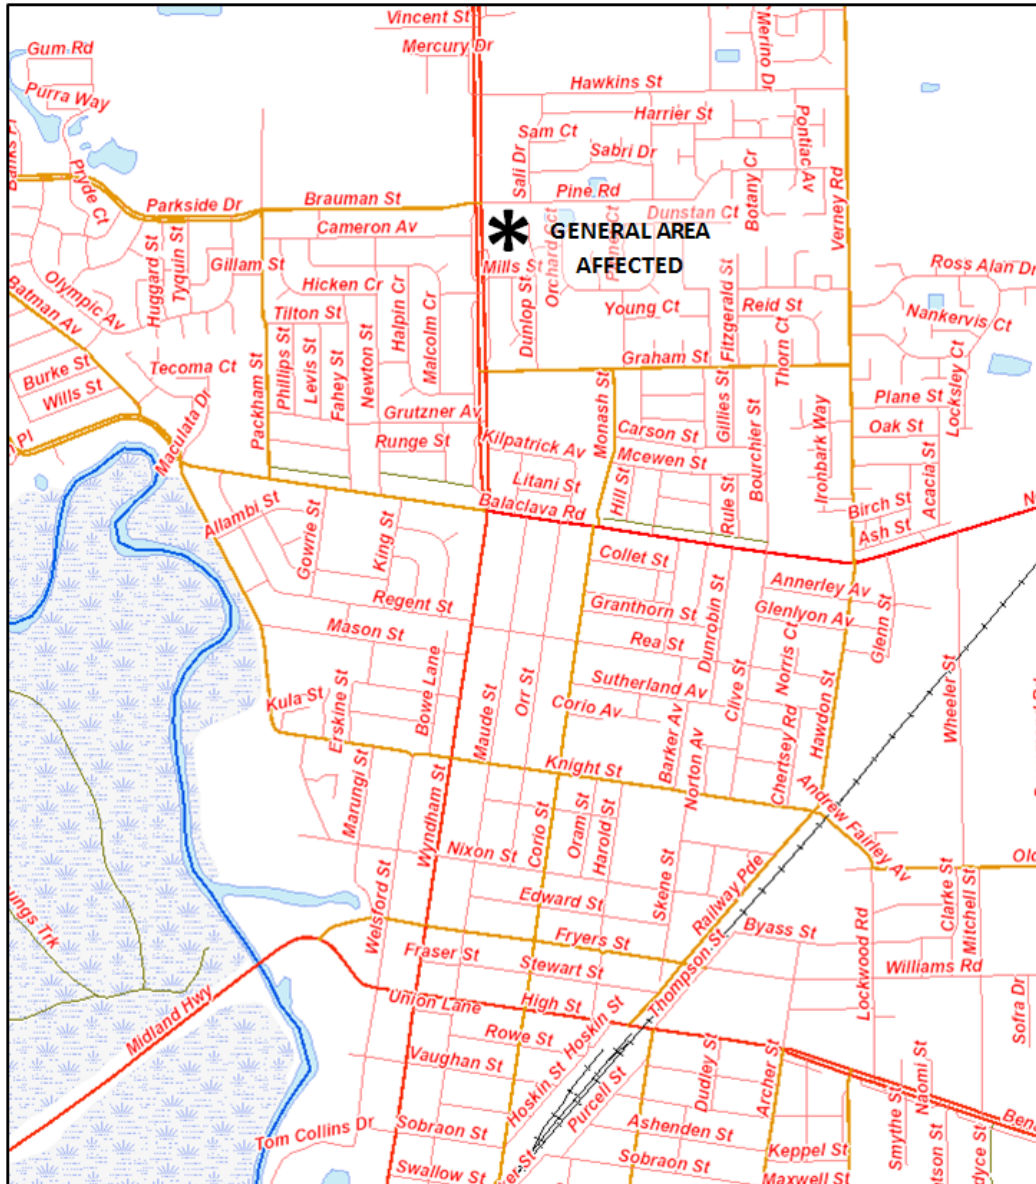 Vincent St
Mercury Dr
Gum Rd
Purra Way
Merino Dr
Hawkins St
Harrier St
Pontiac Av
Sam Ct
Sabri Dr
Sali Dr
Botany Cr
Pryde Ct
Pine Rd
Parkside Dr
Brauman St
Dunstan Ct
Verney Rd
Cameron Av
GENERAL AREA
AFFECTED
Orchard Ct
Huggard St
Tyquin St
Gillam St
Mills St
Ross Alan Dr
Olympic Av
Batman Av
Hicken Cr
Halpin Cr
Malcolm Cr
Dunlop St
Young Ct
Fitzgerald St
Reid St
Nankervis Ct
Tilton St
Thorn Ct
Graham St
Burke St
Wills St
Tecoma Ct
Phillips St
Levis St
Fahey St
Newton St
Packham St
Maculata Dr
Grutzner Av
Runge St
Kilpatrick Av
Monash St
Gillies St
Bourchier St
Ironbark Way
Plane St
Locksley Ct
Oak St
Carson St
Mcewen St
Pl
Litani St
Hill St
Rule St
Acacia St
Birch St
Ash St
Balaclava Rd
Allambi St
Gowrie St
King St
Collet St
Annerley Av
Regent St
Granthorn St
Dunrobin St
Glenlyon Av
Glenn St
Mason St
Rea St
Norris Ct
Bowe Lane
Sutherland Av
Clive St
Hawdon St
Wheeler St
Kula St
Erskine St
Maude St
Orr St
Corio Av
Barker Av
Norton Av
Chertsey Rd
Knight St
Marungi St
Wyndham St
Andrew Fairley Av
Nixon St
Corio St
Oram St
Harold St
Railway Pde
Skene St
Edward St
Welsford St
Clarke St
Mitchell St
Byass St
Lockwood Rd
Fryers St
Fraser St
Stewart St
Thompson St
Williams Rd
Sofra Dr
Midland Hwy
Union Lane
High St
Hoskin St
Rowe St
Vaughan St
Hoskin St
Purcell St
Dudley St
Archer St
Naomi St
Smythe St
Tom Collins Dr
Sobraon St
Ashenden St
Keppel St
Swallow St
Sobraon St
Maxwell St